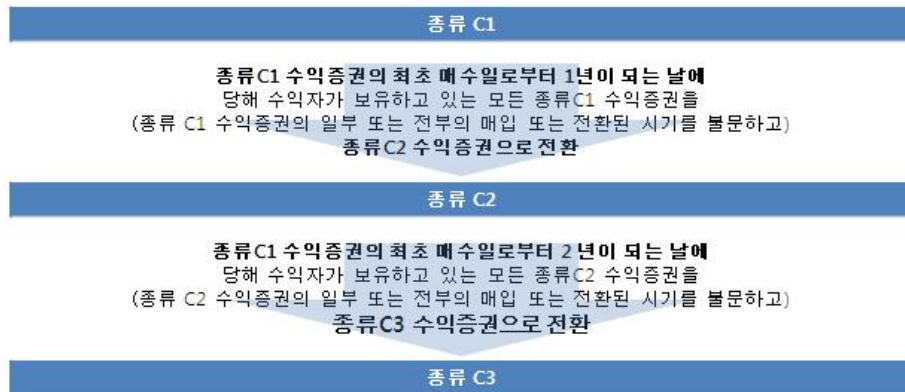 종류 C1
종류C1 수익증권의 최초 매수일로부터 1년이 되는 날에
당해 수익자가 보유하고 있는 모든 종류C1 수익증권을
(종류 C1 수익증권의 일부 또는 전부의 매입 또는 전환된 시기를 불문하고)
종류C2 수익증권으로 전환
종류 C2
종류C1 수익증권의 최초 매수일로부터 2년이 되는 날에
당해 수익자가 보유하고 있는 모든 종류C2 수익증권을
(종류 C2 수익증권의 일부 또는 전부의 매입 또는 전환된 시기를 불문하고)
종류C3 수익증권으로 전환
종류 C3